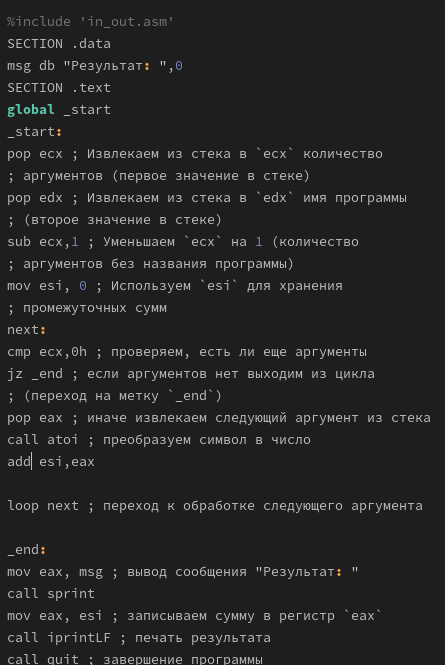 %include 'in_out.asm'
SECTION .data
msg db "Результат: ",0
SECTION .text
global _start
_start:
pop ecx ; Извлекаем из стека в `ecx` количество
; аргументов (первое значение в стеке)
pop edx ; Извлекаем из стека в `edx` имя программы
; (второе значение в стеке)
sub ecx,1 ; Уменьшаем `ecx` на 1 (количество
; аргументов без названия программы)
mov esi, 0 ; Используем `esi` для хранения
; промежуточных сумм
next:
cmp ecx,0h ; проверяем, есть ли еще аргументы
jz _end ; если аргументов нет выходим из цикла
; (переход на метку `_end`)
pop eax ; иначе извлекаем следующий аргумент из стека
call atoi ; преобразуем символ в число
add esi,eax
loop next ; переход к обработке следующего аргумента
_end:
mov eax, msg ; вывод сообщения "Результат: "
call sprint
mov eax, esi ; записываем сумму в регистр `eax`
call iprintLF ; печать результата
call quit ; завершение программы